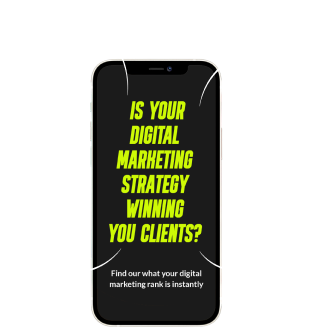 IS YOUR
DIGITAL
MARKETING
STRATEGY
WINNING
YOU CLIENTS?
Find our what your digital
marketing rank is instantly